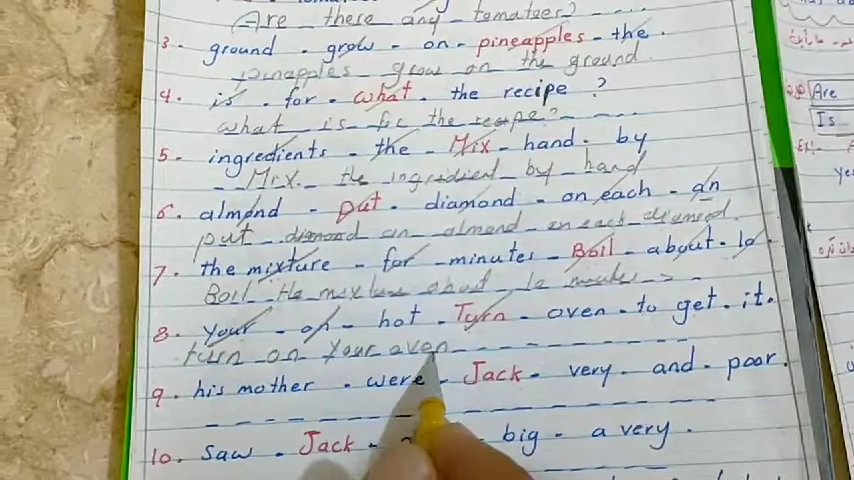 Are there any tomatoes?
3. ground - grow - on - pineapples - the.
pinapples grow on the ground.
4. is - for - what - the recipe ?
what is for the recipe?
5. ingredients - the - Mix - hand - by
Mix the ingredient by hand
6. almond - put - diamond - on each - an
put diamond an almond on each diamond.
7. the mixture - for - minutes - Boil - about - 10
Boil the mixture about 10
8. your - on - hot - Turn - oven - to get - it.
turn on your oven
9. his mother - were - Jack - very - and - poor.
10. saw - Jack - big - a very.
Are
Is